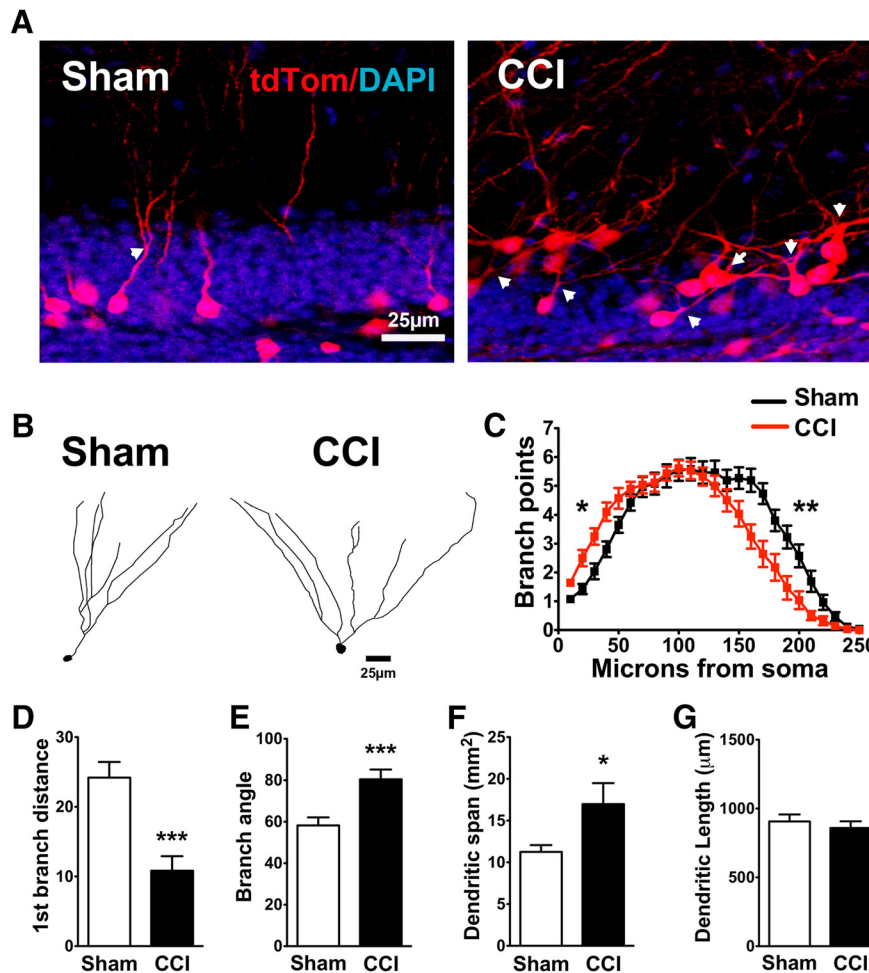 A
Sham
tdTom/DAPI
CCI
25µm
B
Sham
CCI
25µm
C
Sham
CCI
Branch points
7
6
5
4
3
2
1
0
*
**
0 50 100 150 200 250
Microns from soma
D
1st branch distance
30
20
10
0
***
Sham CCI
E
Branch angle
100
80
60
40
20
0
***
Sham CCI
F
Dendritic span (mm²)
25
20
15
10
5
0
*
Sham CCI
G
Dendritic Length (µm)
1500
1000
500
0
Sham CCI